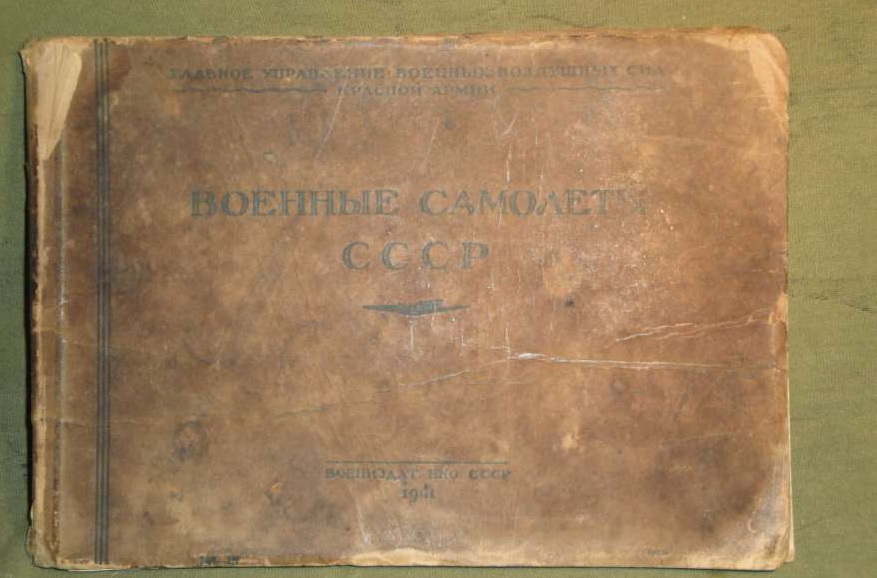 ГЛАВНОЕ УПРАВЛЕНИЕ ВОЕННЫХ ВОЗДУШНЫХ СИЛ
КРАСНОЙ АРМИИ
ВОЕННЫЕ САМОЛЕТЫ
СССР
ВОЕНИЗДАТ НКО СССР
1941